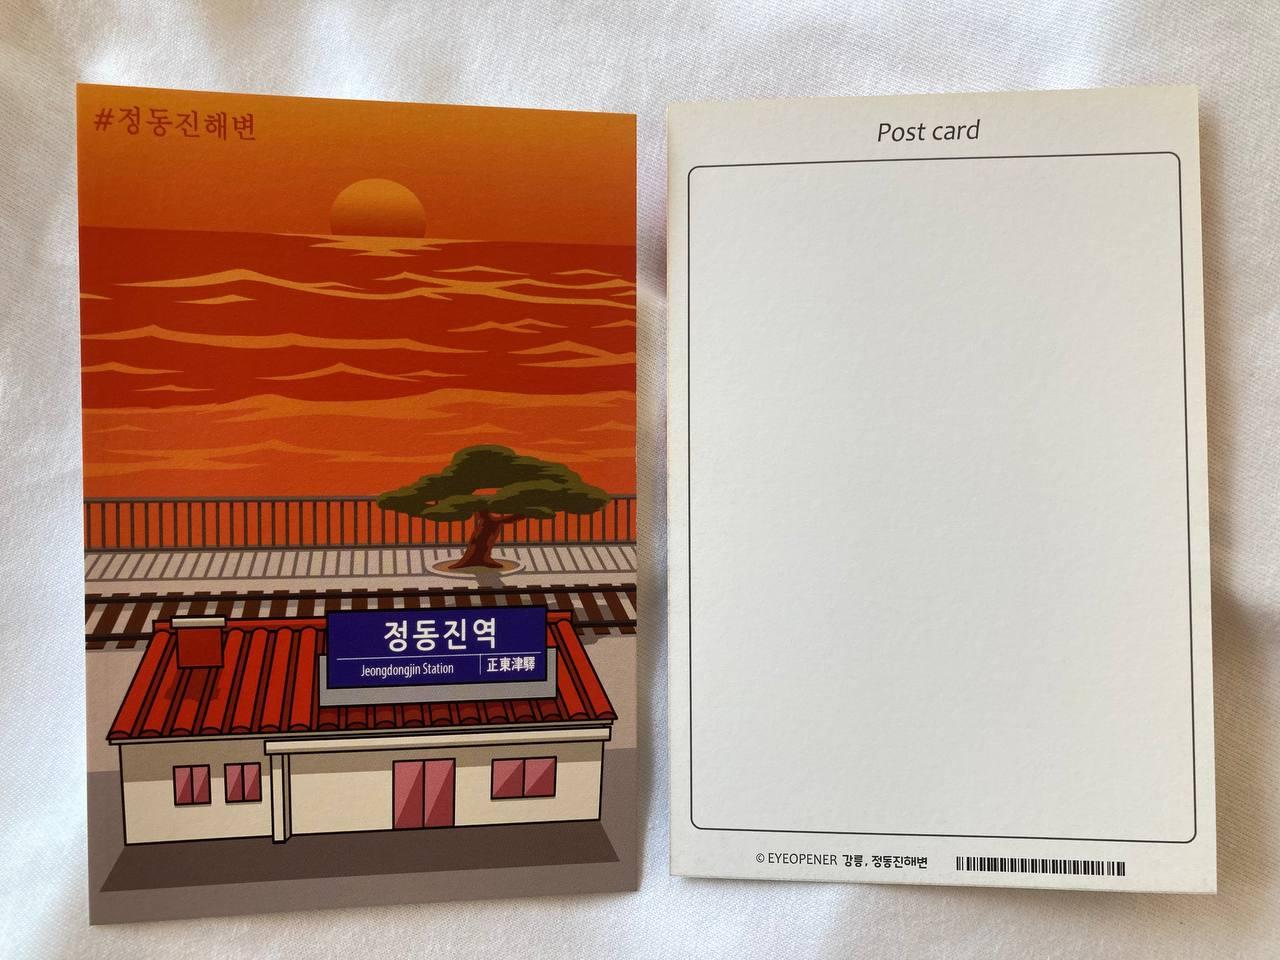 #정동진해변
정동진역
Jeongdongjin Station 正東津驛
Post card
© EYEOPENER 강릉, 정동진해변